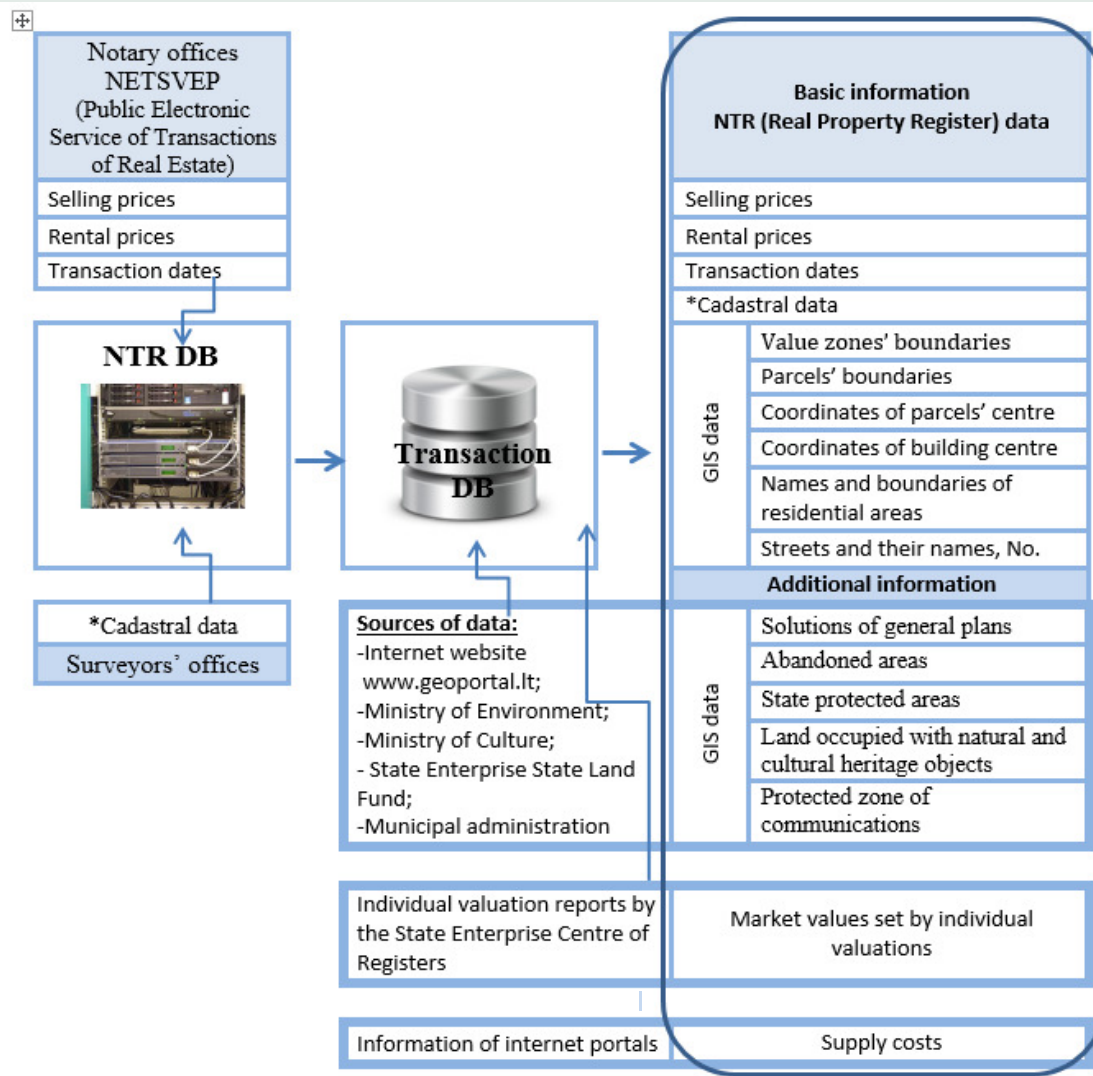 Notary offices
NETSVEP
(Public Electronic
Service of Transactions
of Real Estate)
Selling prices
Rental prices
Transaction dates
NTR DB
*Cadastral data
Surveyors’ offices
Transaction
DB
Basic information
NTR (Real Property Register) data
Selling prices
Rental prices
Transaction dates
*Cadastral data
GIS data
Value zones’ boundaries
Parcels’ boundaries
Coordinates of parcels’ centre
Coordinates of building centre
Names and boundaries of
residential areas
Streets and their names, No.
Additional information
Sources of data:
-Internet website
www.geoportal.lt;
-Ministry of Environment;
-Ministry of Culture;
- State Enterprise State Land
Fund;
-Municipal administration
GIS data
Solutions of general plans
Abandoned areas
State protected areas
Land occupied with natural and
cultural heritage objects
Protected zone of
communications
Individual valuation reports by
the State Enterprise Centre of
Registers
Market values set by individual
valuations
Information of internet portals
Supply costs